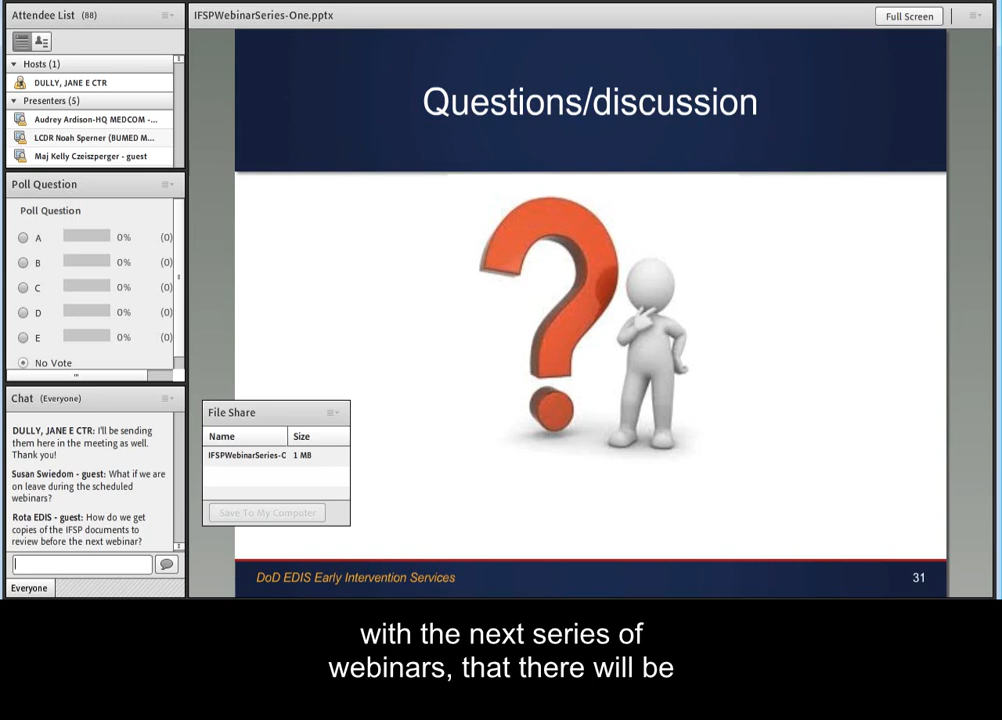 Attendee List (88)
Hosts (1)
DULLY, JANE E CTR
Presenters (5)
Audrey Ardison-HQ MEDCOM -...
LCDR Noah Sperner (BUMED M...
Maj Kelly Czeiszperger - guest
Poll Question
Poll Question
A 0% (0)
B 0% (0)
C 0% (0)
D 0% (0)
E 0% (0)
No Vote
Chat (Everyone)
DULLY, JANE E CTR: I'll be sending
them here in the meeting as well.
Thank you!
Susan Swiedom - guest: What if we are
on leave during the scheduled
webinars?
Rota EDIS - guest: How do we get
copies of the IFSP documents to
review before the next webinar?
Everyone
IFSPWebinarSeries-One.pptx
Full Screen
Questions/discussion
File Share
Name Size
IFSPWebinarSeries-C 1 MB
Save To My Computer
DoD EDIS Early Intervention Services
31
with the next series of
webinars, that there will be